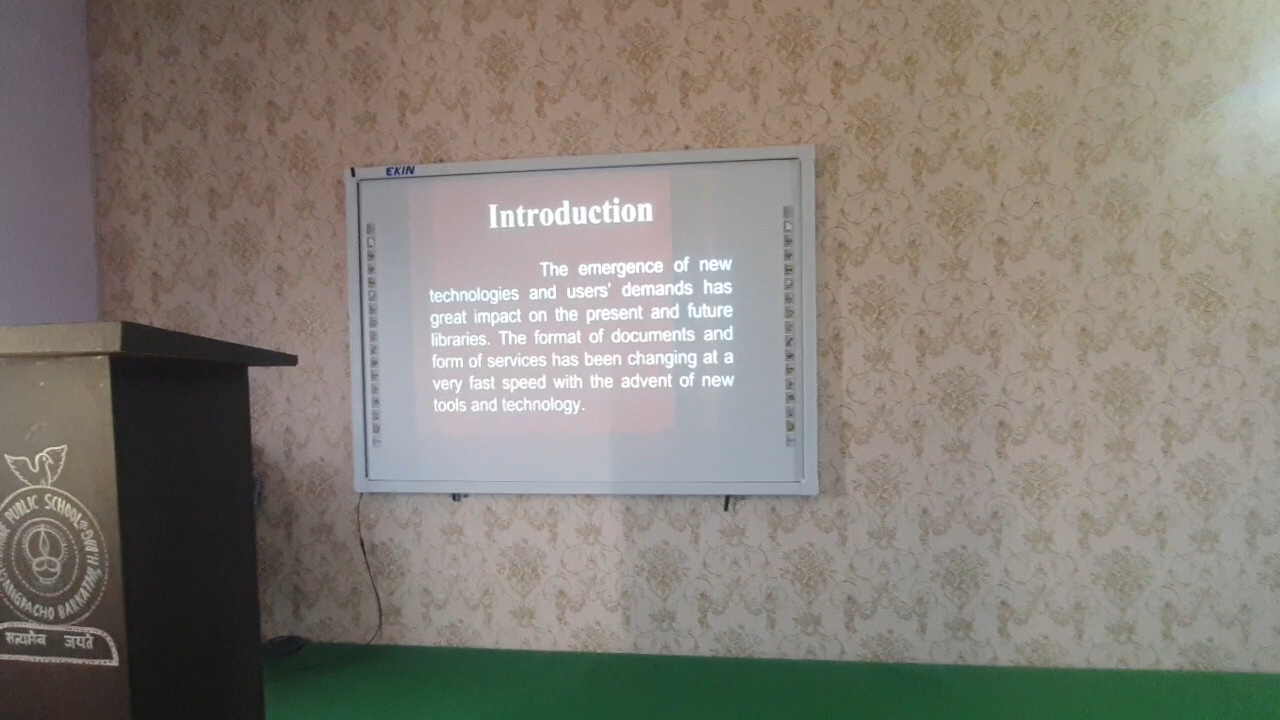 EKIN
Introduction
The emergence of new
technologies and users' demands has
great impact on the present and future
libraries. The format of documents and
form of services has been changing at a
very fast speed with the advent of new
tools and technology.
PUBLIC SCHOOL
BARKATHA
सत्यमेव जयते